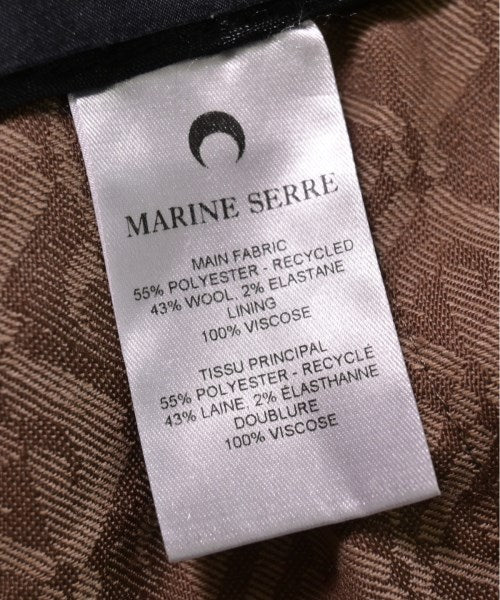 MARINE SERRE
MAIN FABRIC
55% POLYESTER - RECYCLED
43% WOOL, 2% ELASTANE
LINING
100% VISCOSE
TISSU PRINCIPAL
55% POLYESTER - RECYCLÉ
43% LAINE, 2% ÉLASTHANNE
DOUBLURE
100% VISCOSE